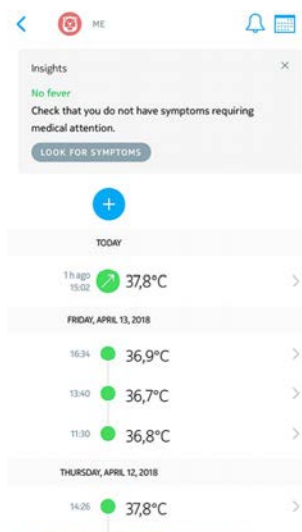 ME
Insights
×
No fever
Check that you do not have symptoms requiring
medical attention.
LOOK FOR SYMPTOMS
+
TODAY
1 h ago
15:02
37,8°C
FRIDAY, APRIL 13, 2018
16:34
36,9°C
13:40
36,7°C
11:30
36,8°C
THURSDAY, APRIL 12, 2018
14:26
37,8°C